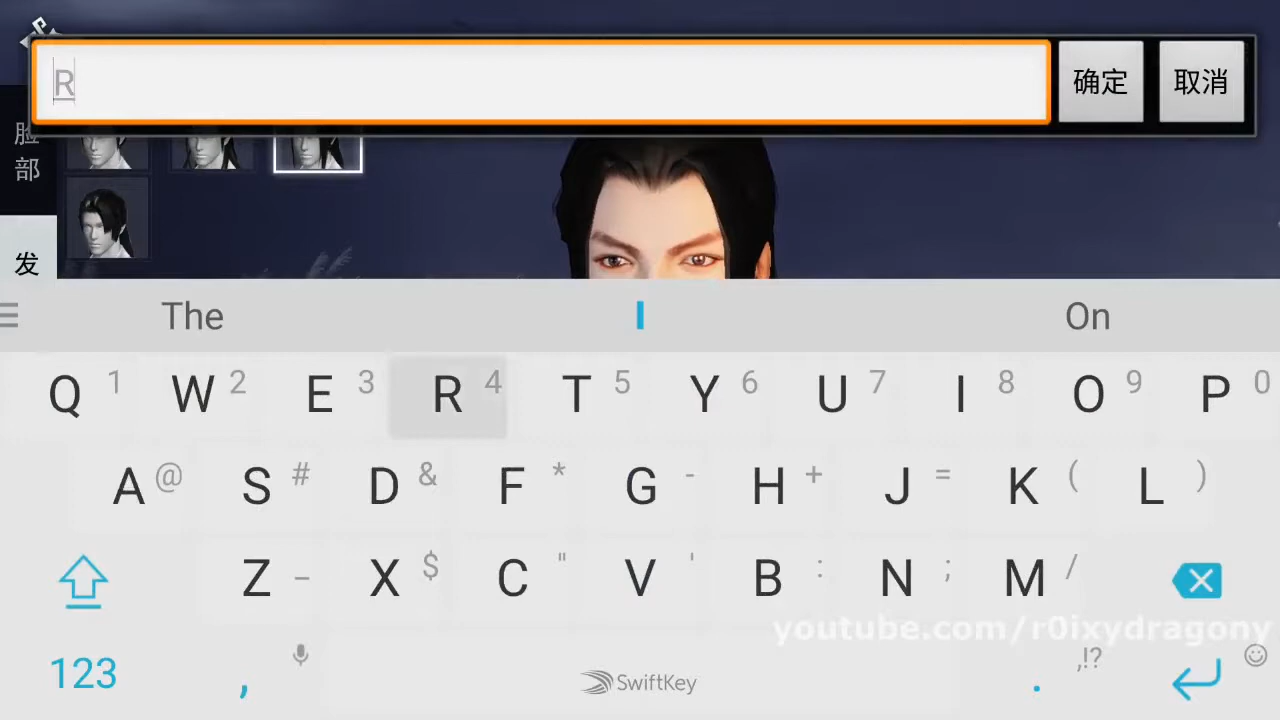 R
确定
取消
脸
部
发
The I On
Q 1 W 2 E 3 R 4 T 5 Y 6 U 7 I 8 O 9 P 0
A @ S # D & F * G - H + J = K ( L )
Z _ X $ C " V ' B : N ; M /
youtube.com/r0ixydragony
123 , SwiftKey . ,!?